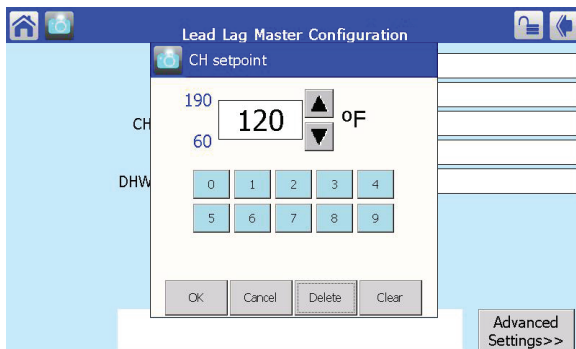 Lead Lag Master Configuration
CH setpoint
190
120 ºF
60
CH
DHW
0 1 2 3 4
5 6 7 8 9
OK Cancel Delete Clear
Advanced
Settings>>